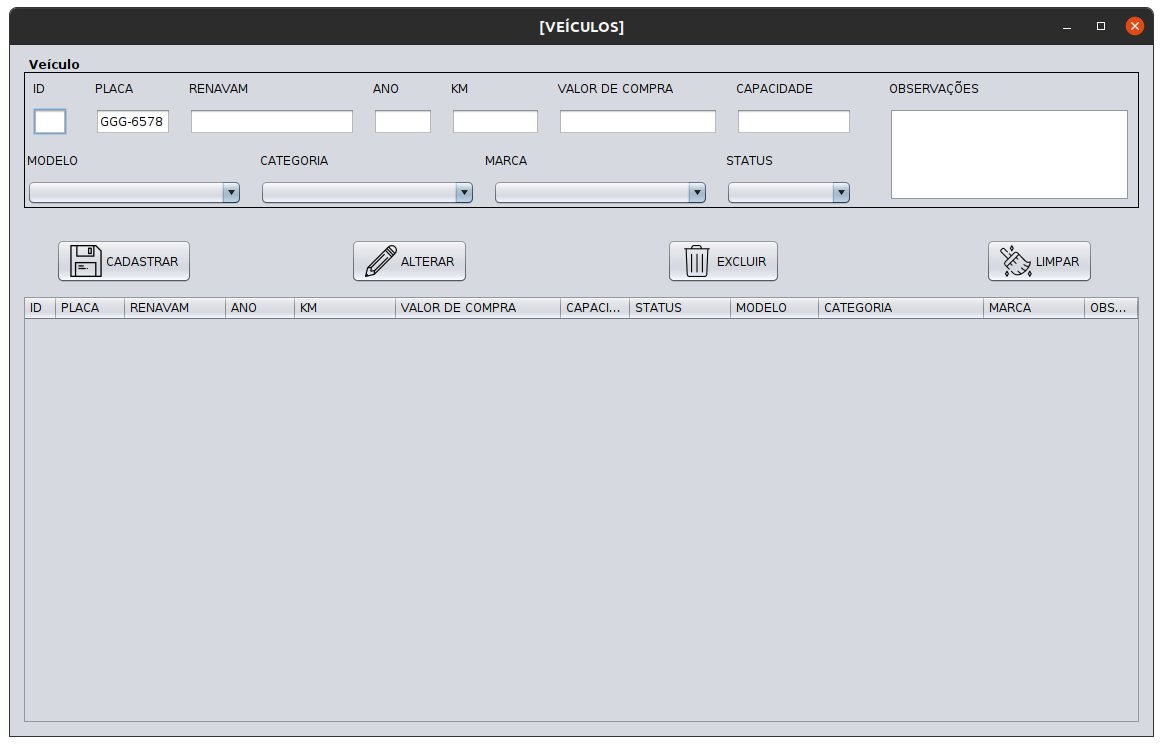 [VEÍCULOS]
Veículo
ID PLACA RENAVAM ANO KM VALOR DE COMPRA CAPACIDADE OBSERVAÇÕES
GGG-6578
MODELO CATEGORIA MARCA STATUS
CADASTRAR ALTERAR EXCLUIR LIMPAR
ID PLACA RENAVAM ANO KM VALOR DE COMPRA CAPACI... STATUS MODELO CATEGORIA MARCA OBS...